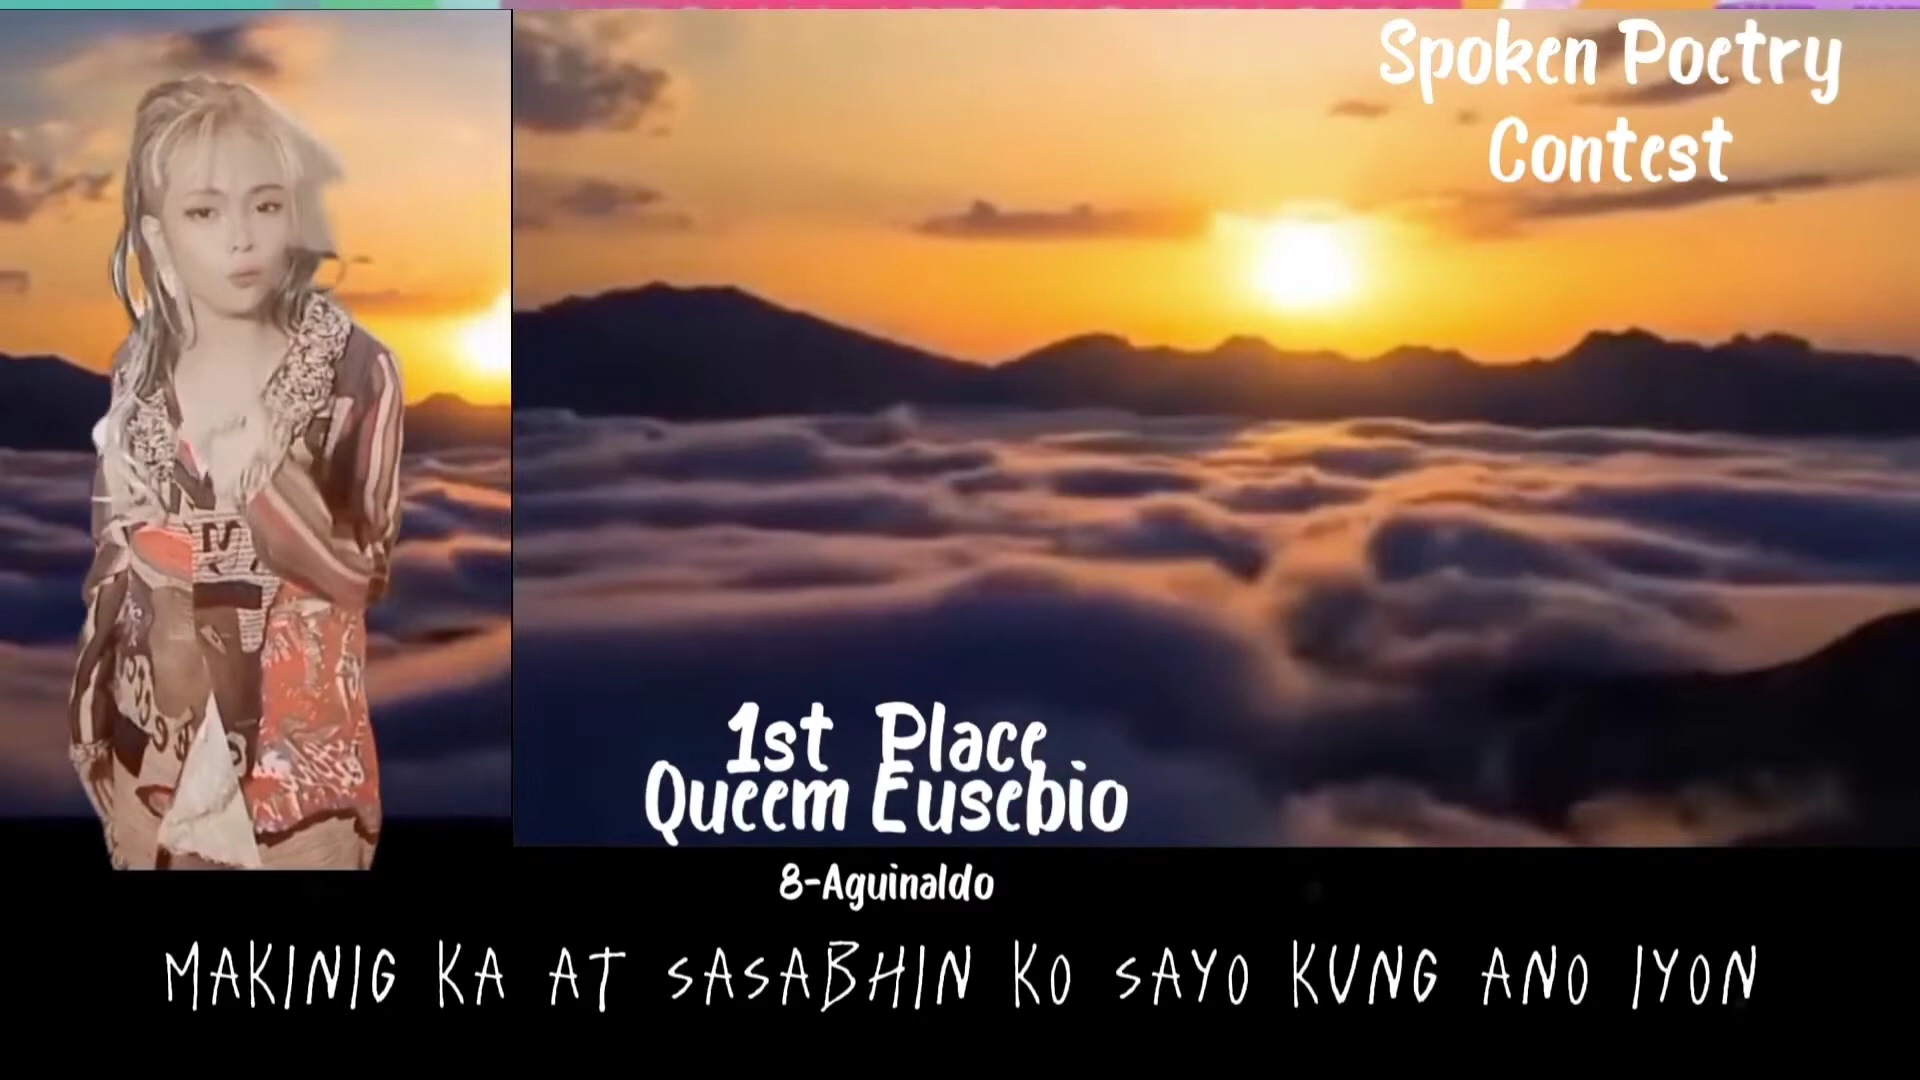 Spoken Poetry
Contest
1st Place
Queem Eusebio
8-Aguinaldo
MAKINIG KA AT SASABHIN KO SAYO KUNG ANO IYON